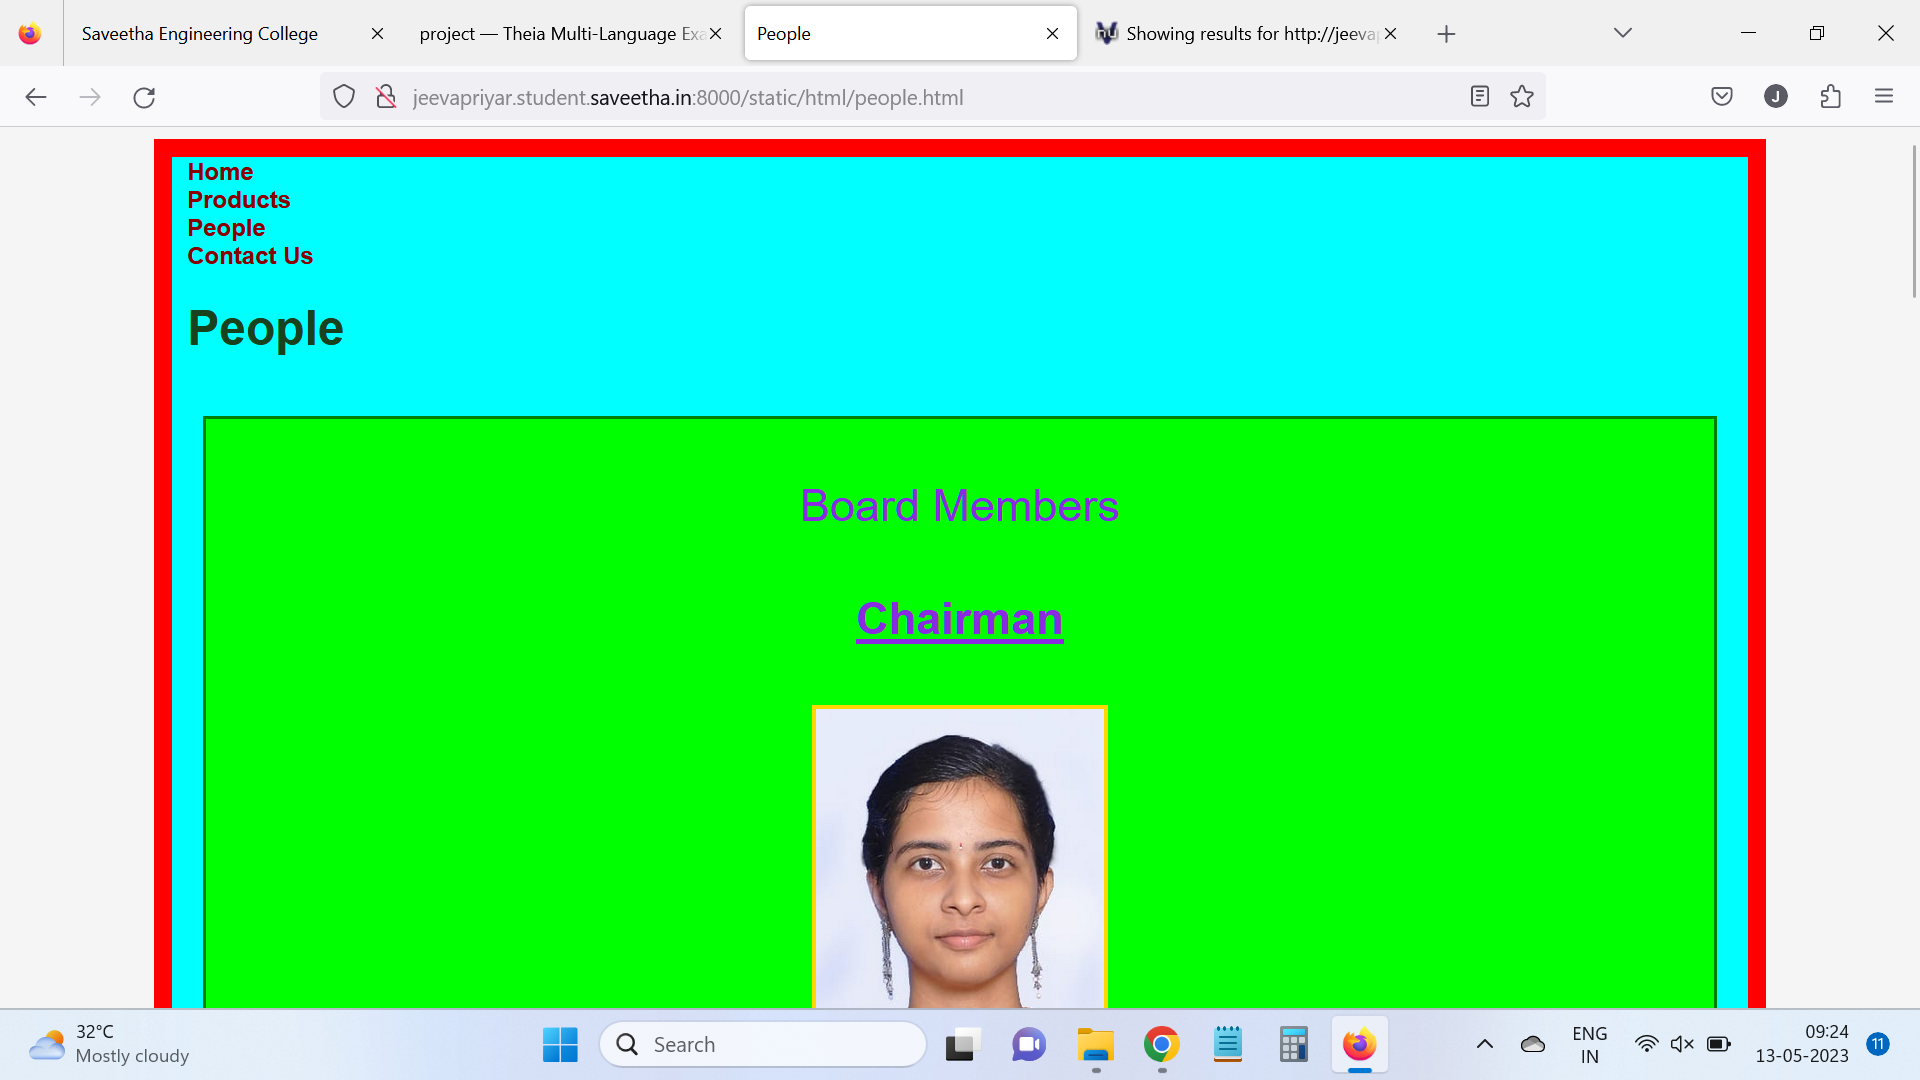 Saveetha Engineering College
project — Theia Multi-Language Exa
People
Showing results for http://jeevap
jeevapriyar.student.saveetha.in:8000/static/html/people.html
J
Home
Products
People
Contact Us
People
Board Members
Chairman
32°C
Mostly cloudy
Search
ENG
IN
09:24
13-05-2023
11